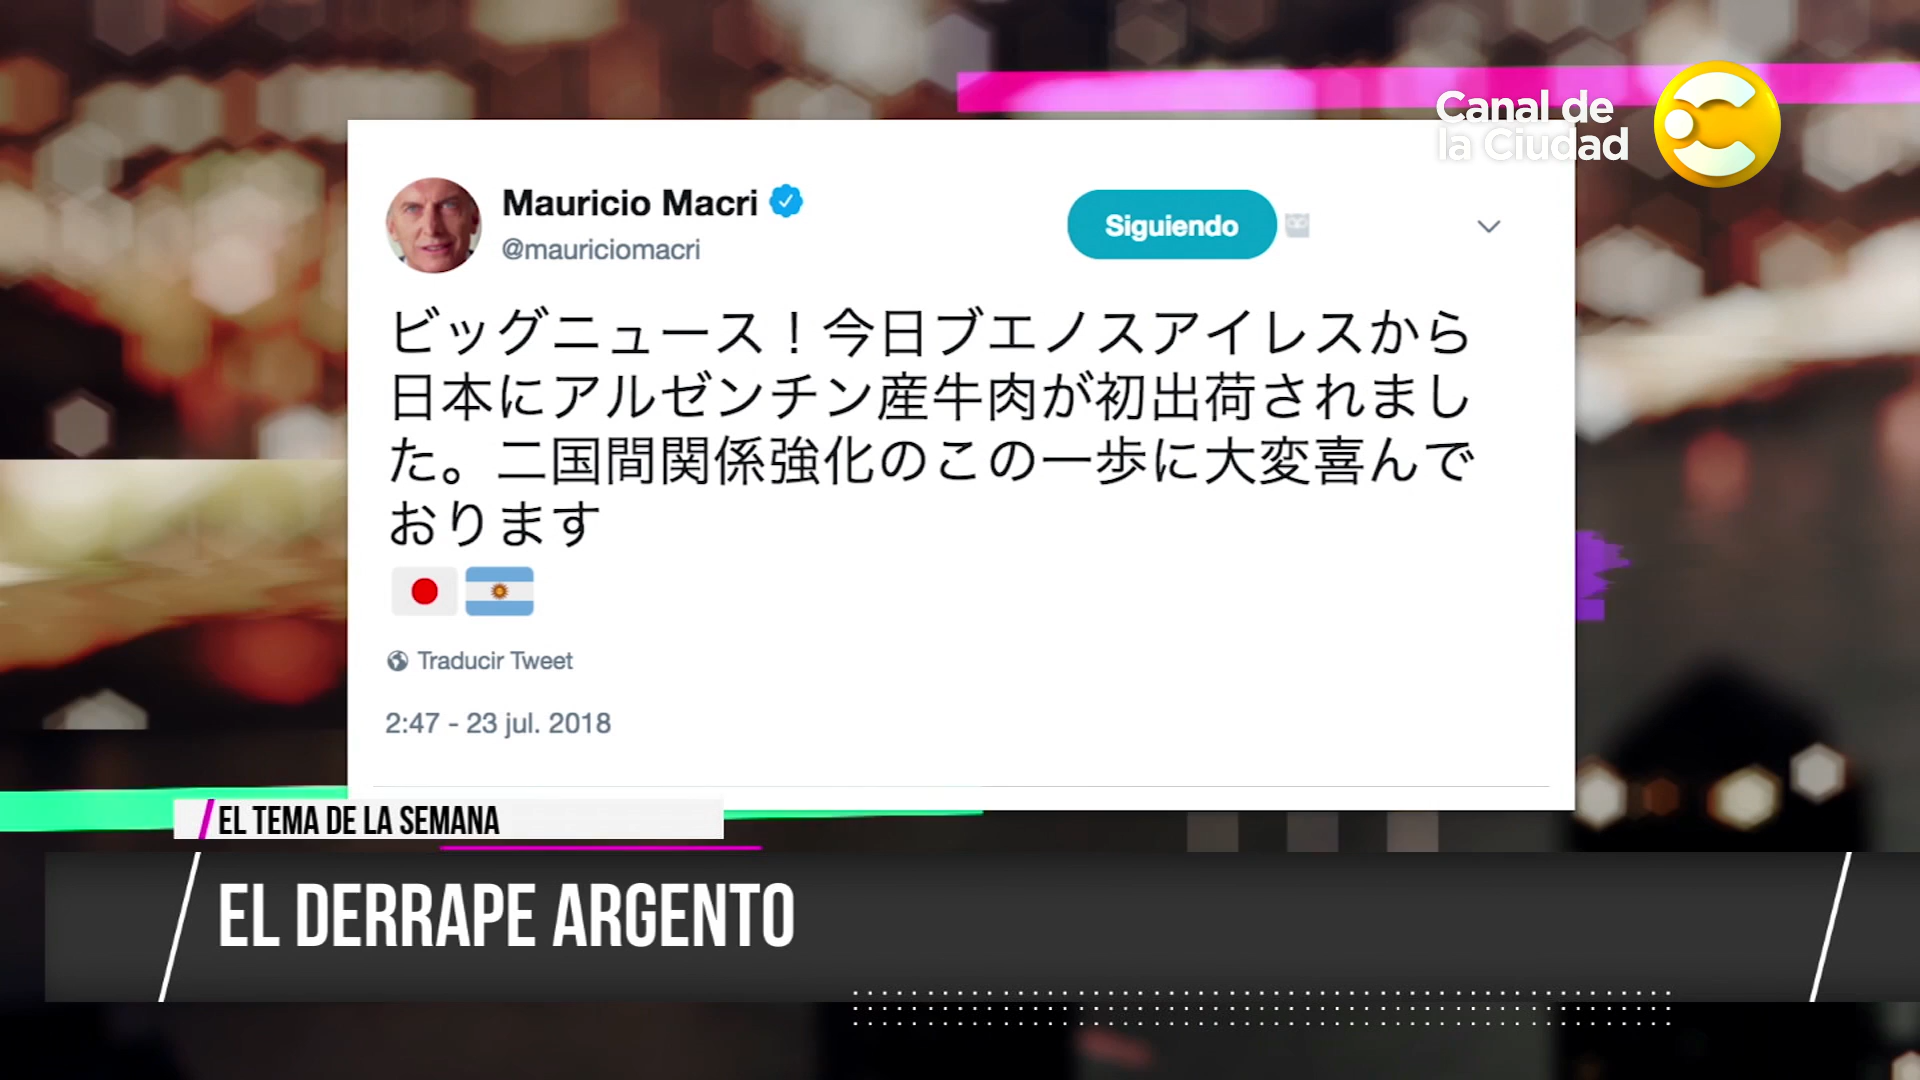 Canal de
la Ciudad
Mauricio Macri
@mauriciomacri
Siguiendo
ビッグニュース！今日ブエノスアイレスから
日本にアルゼンチン産牛肉が初出荷されまし
た。二国間関係強化のこの一歩に大変喜んで
おります
Traducir Tweet
2:47 - 23 jul. 2018
EL TEMA DE LA SEMANA
EL DERRAPE ARGENTO